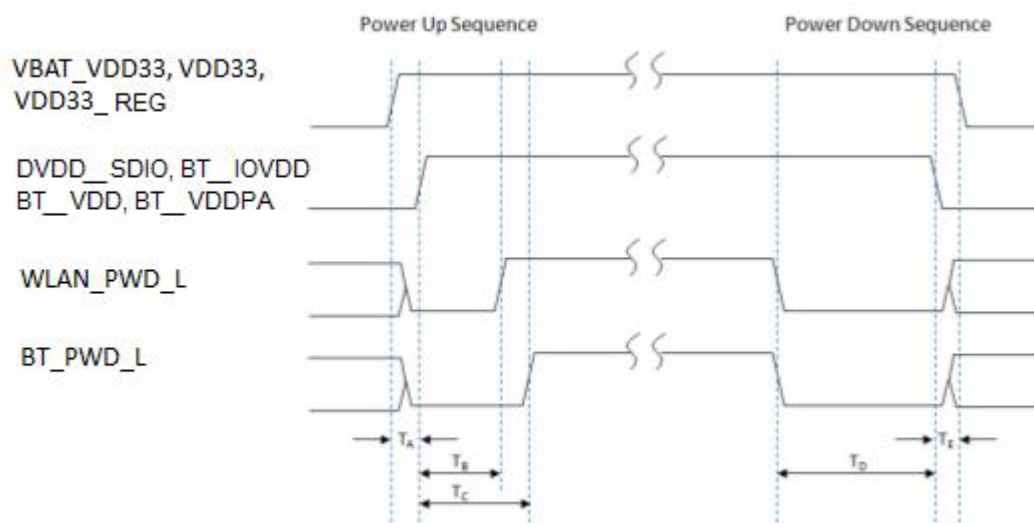 Power Up Sequence
Power Down Sequence
VBAT_VDD33, VDD33,
VDD33_ REG
DVDD__SDIO, BT__IOVDD
BT__VDD, BT__VDDPA
WLAN_PWD_L
BT_PWD_L
TA
TE
TB
TD
TC